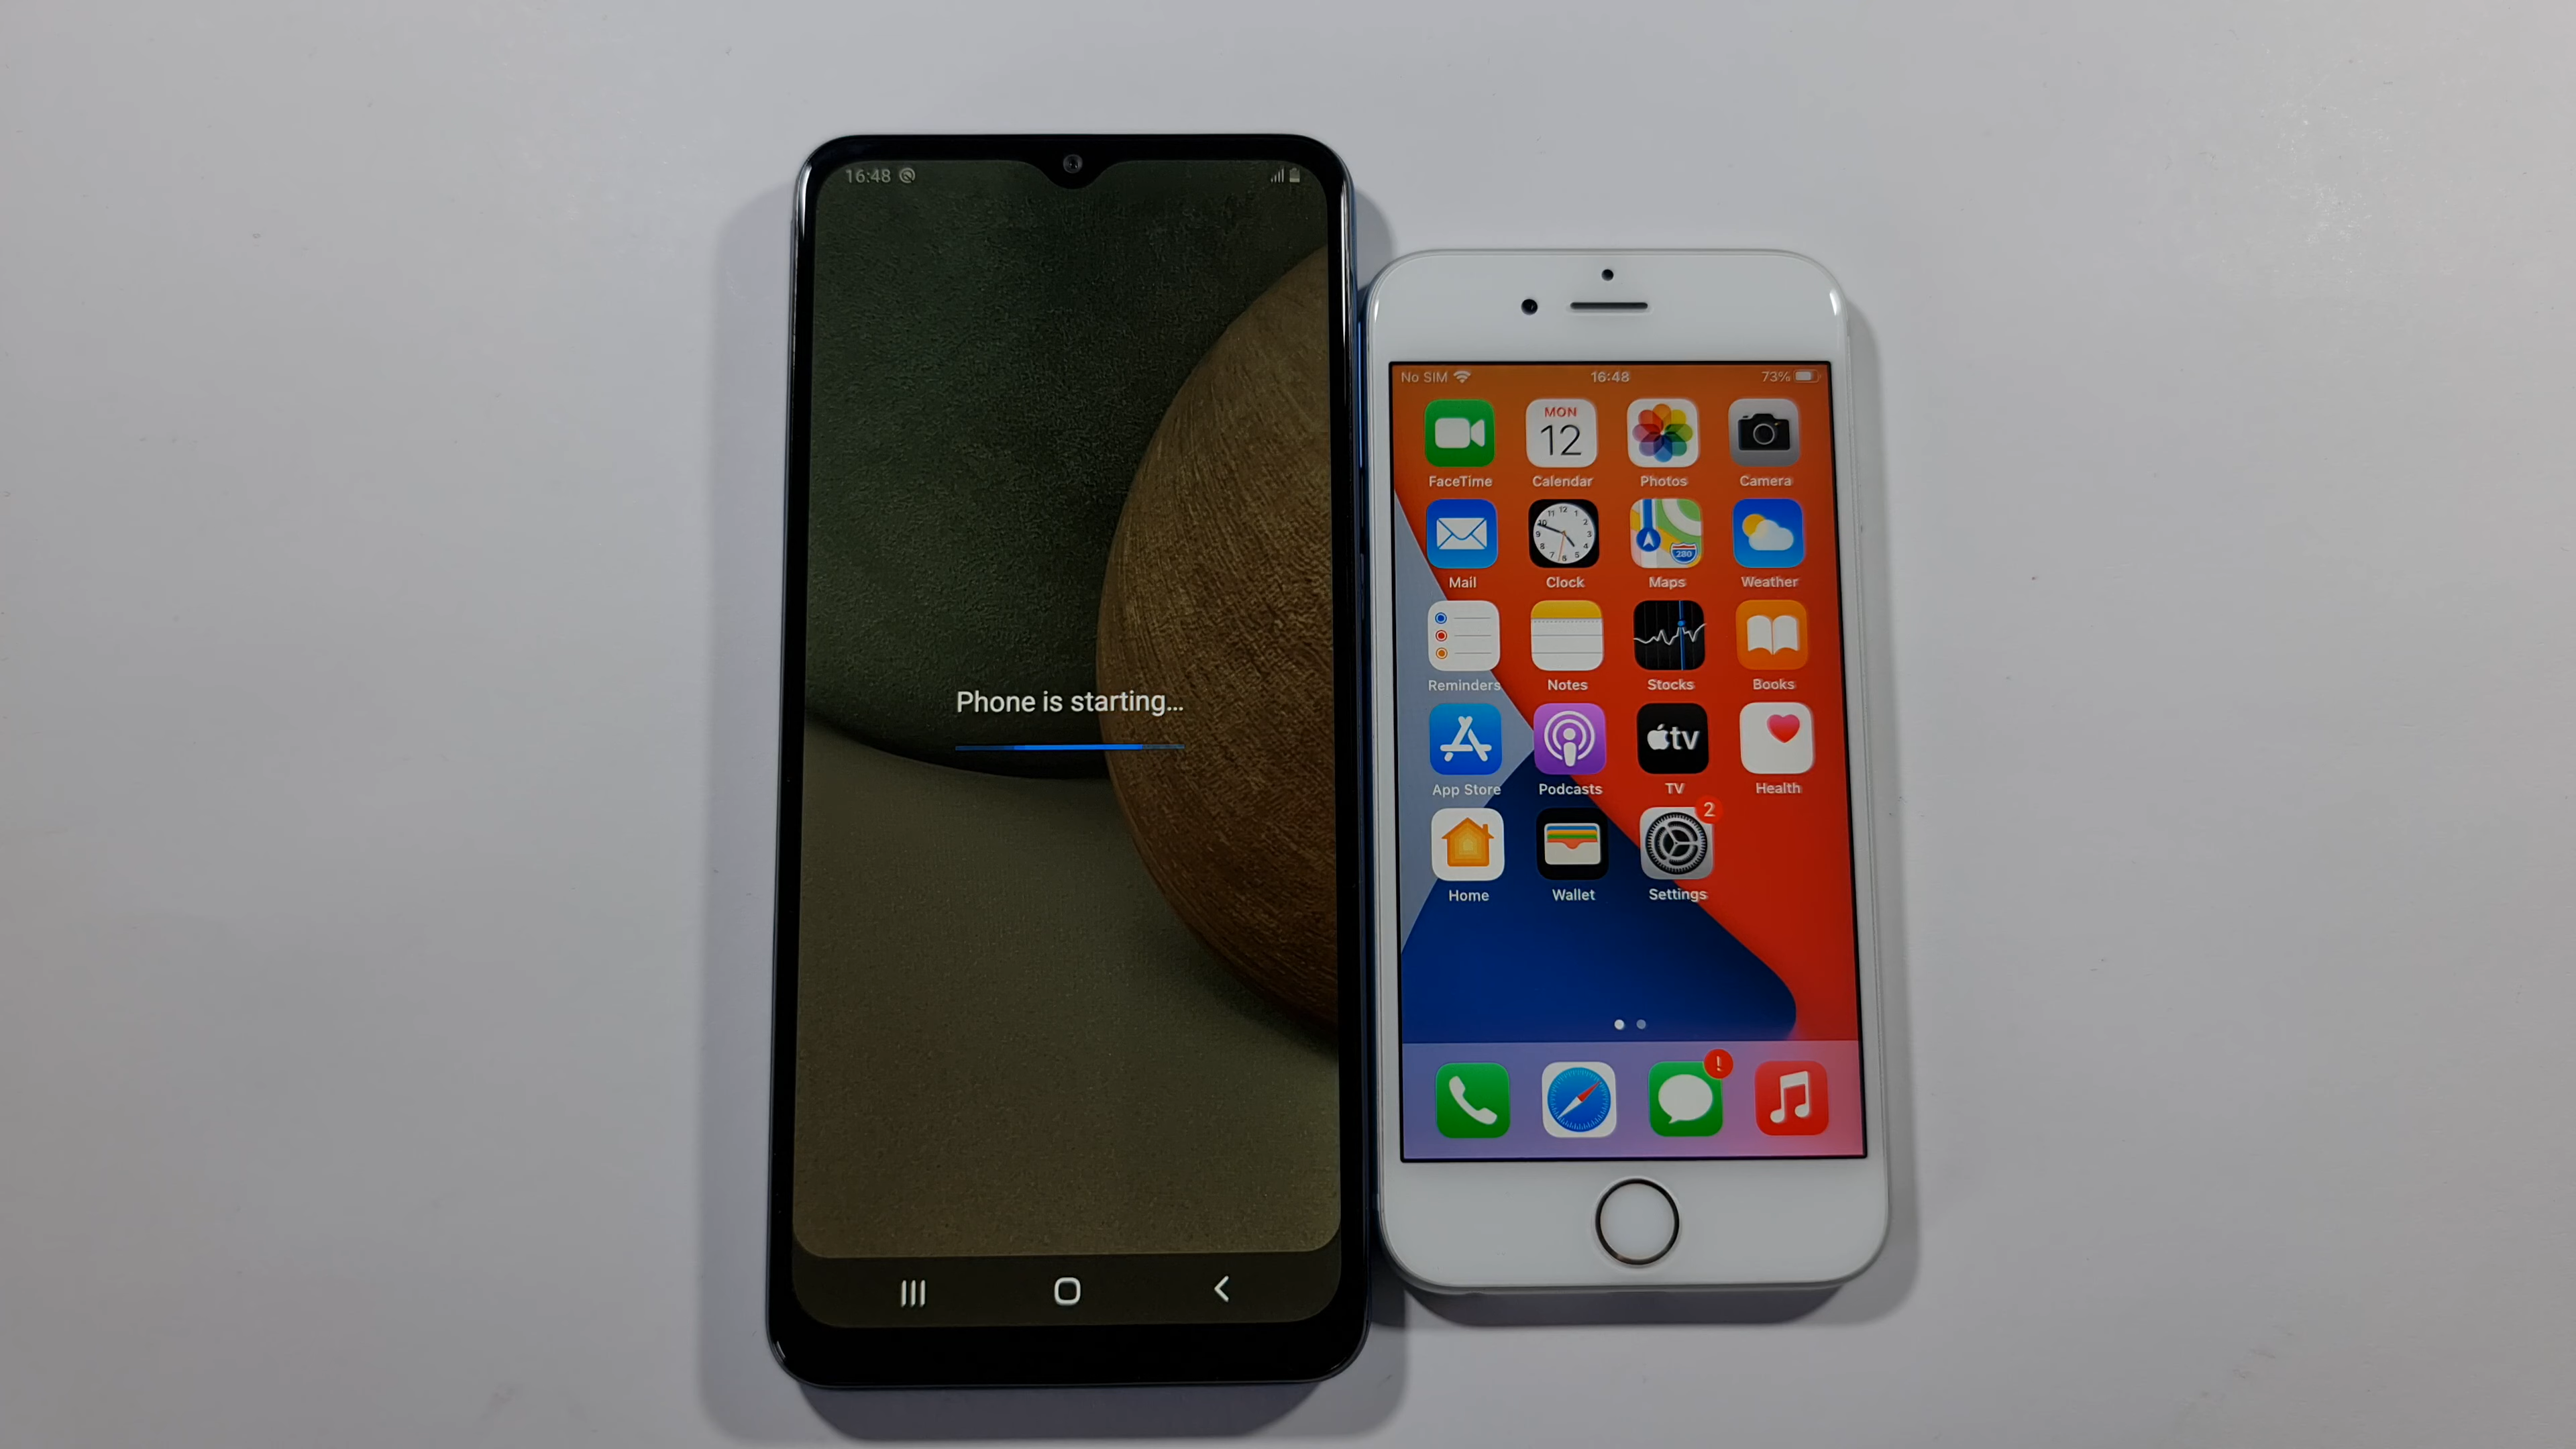 16:48
Phone is starting...
No SIM 16:48 73%
MON
12
FaceTime Calendar Photos Camera
280
Mail Clock Maps Weather
Reminders Notes Stocks Books
tv
App Store Podcasts TV Health
2
Home Wallet Settings
!